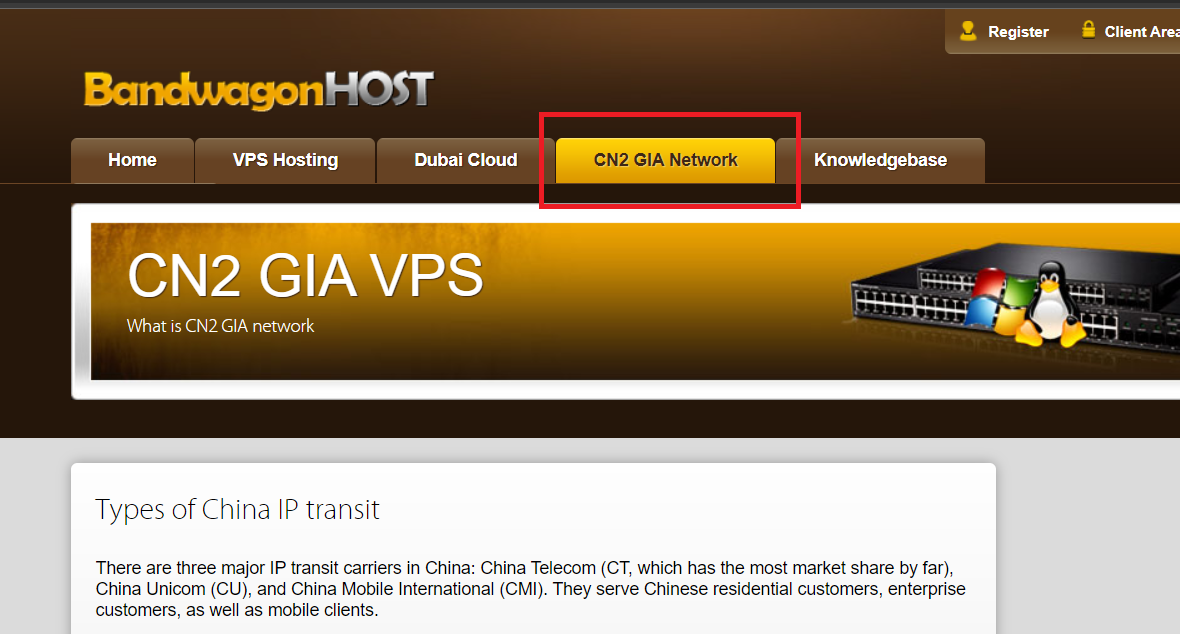 Register
Client Area
BandwagonHOST
Home
VPS Hosting
Dubai Cloud
CN2 GIA Network
Knowledgebase
CN2 GIA VPS
What is CN2 GIA network
Types of China IP transit
There are three major IP transit carriers in China: China Telecom (CT, which has the most market share by far),
China Unicom (CU), and China Mobile International (CMI). They serve Chinese residential customers, enterprise
customers, as well as mobile clients.